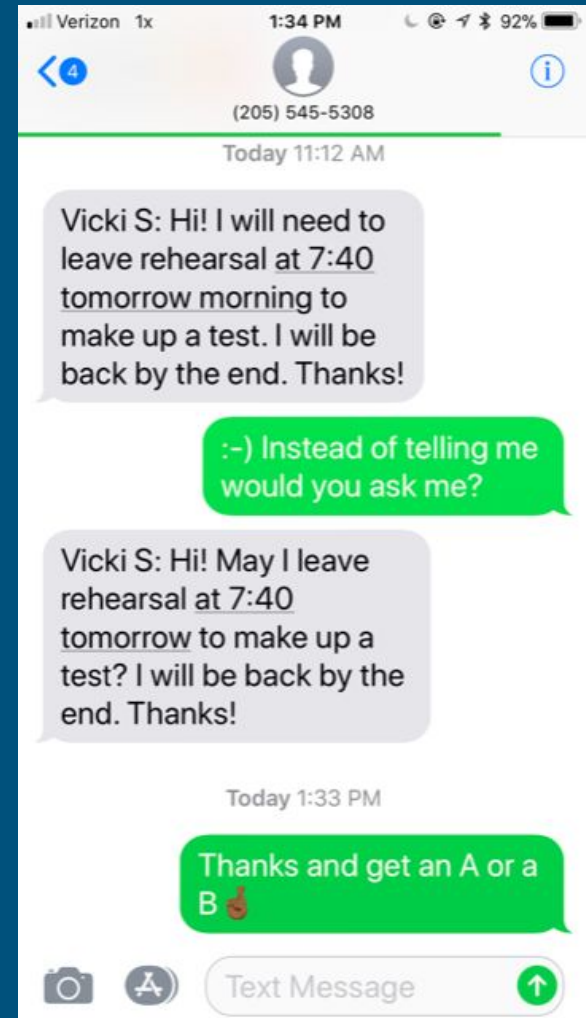 Verizon 1x 1:34 PM 92%
4
(205) 545-5308
Today 11:12 AM
Vicki S: Hi! I will need to
leave rehearsal at 7:40
tomorrow morning to
make up a test. I will be
back by the end. Thanks!
:-) Instead of telling me
would you ask me?
Vicki S: Hi! May I leave
rehearsal at 7:40
tomorrow to make up a
test? I will be back by the
end. Thanks!
Today 1:33 PM
Thanks and get an A or a
B🤞🏾
Text Message